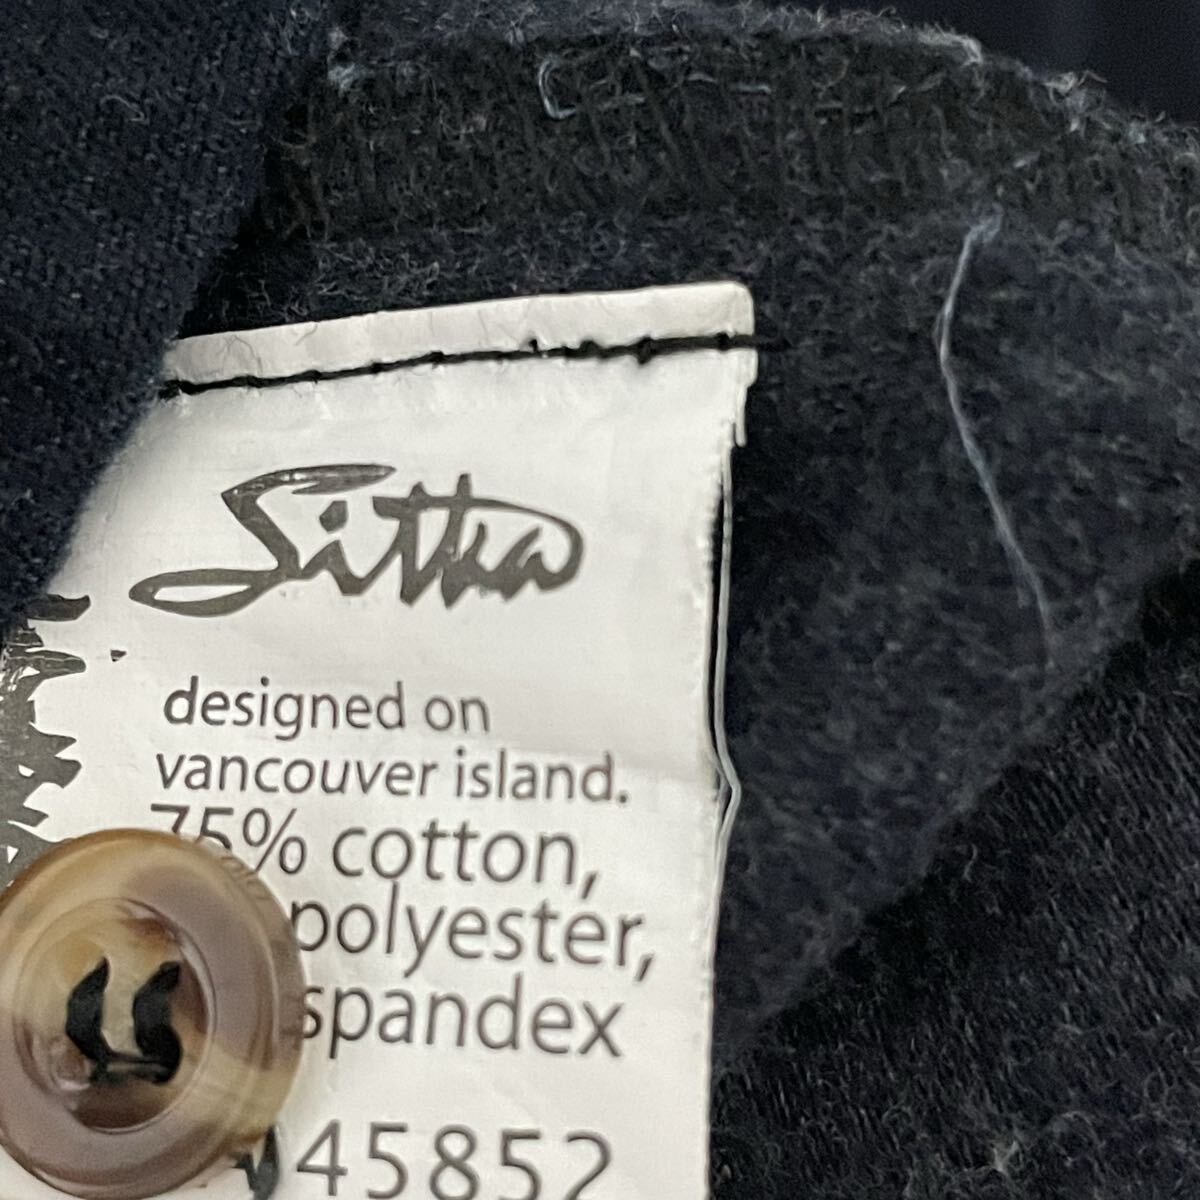 Sitka
designed on
vancouver island.
75% cotton,
polyester,
spandex
45852